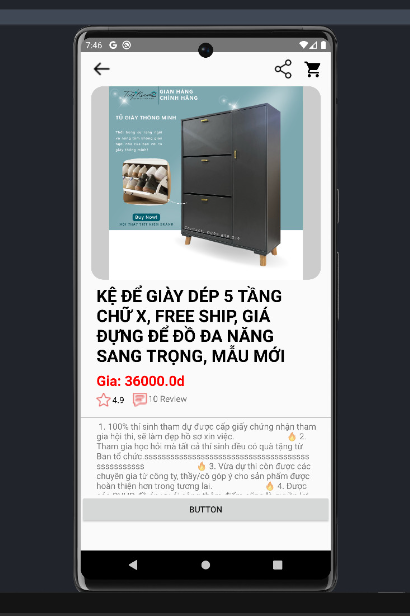 7:46
GIAN HÀNG
CHÍNH HÃNG
TỦ GIÀY THÔNG MINH
Buy Now!
KỆ ĐỂ GIÀY DÉP 5 TẦNG
CHỮ X, FREE SHIP, GIÁ
ĐỰNG ĐỂ ĐỒ ĐA NĂNG
SANG TRỌNG, MẪU MỚI
Gia: 36000.0đ
4.9
10 Review
1. 100% thí sinh tham dự được cấp giấy chứng nhận tham
gia hội thi, sẽ làm đẹp hồ sơ xin việc. 🔥 2.
Tham gia học hỏi mà tất cả thí sinh đều có quà tặng từ
Ban tổ chức.sssssssssssssssssssssssssssssssssssssss
sssssssssss 🔥 3. Vừa dự thi còn được các
chuyên gia từ công ty, thầy/cô góp ý cho sản phẩm được
hoàn thiện hơn trong tương lai. 🔥 4. Được
BUTTON